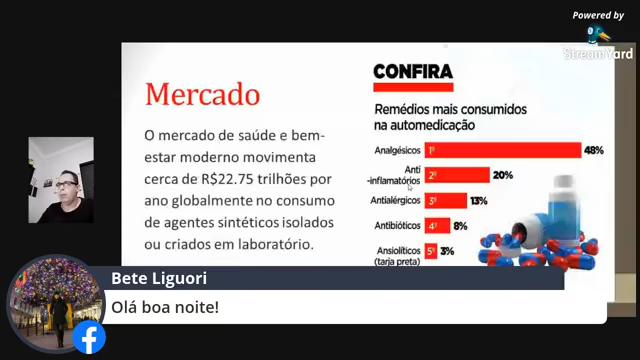 Powered by
StreamYard
CONFIRA
Mercado
O mercado de saúde e bem-
estar moderno movimenta
cerca de R$22.75 trilhões por
ano globalmente no consumo
de agentes sintéticos isolados
ou criados em laboratório.
Remédios mais consumidos
na automedicação
Analgésicos 1º 48%
Anti
-inflamatórios 2º 20%
Antialérgicos 3º 13%
Antibióticos 4º 8%
Ansiolíticos 5º 3%
(tarja preta)
Bete Liguori
Olá boa noite!